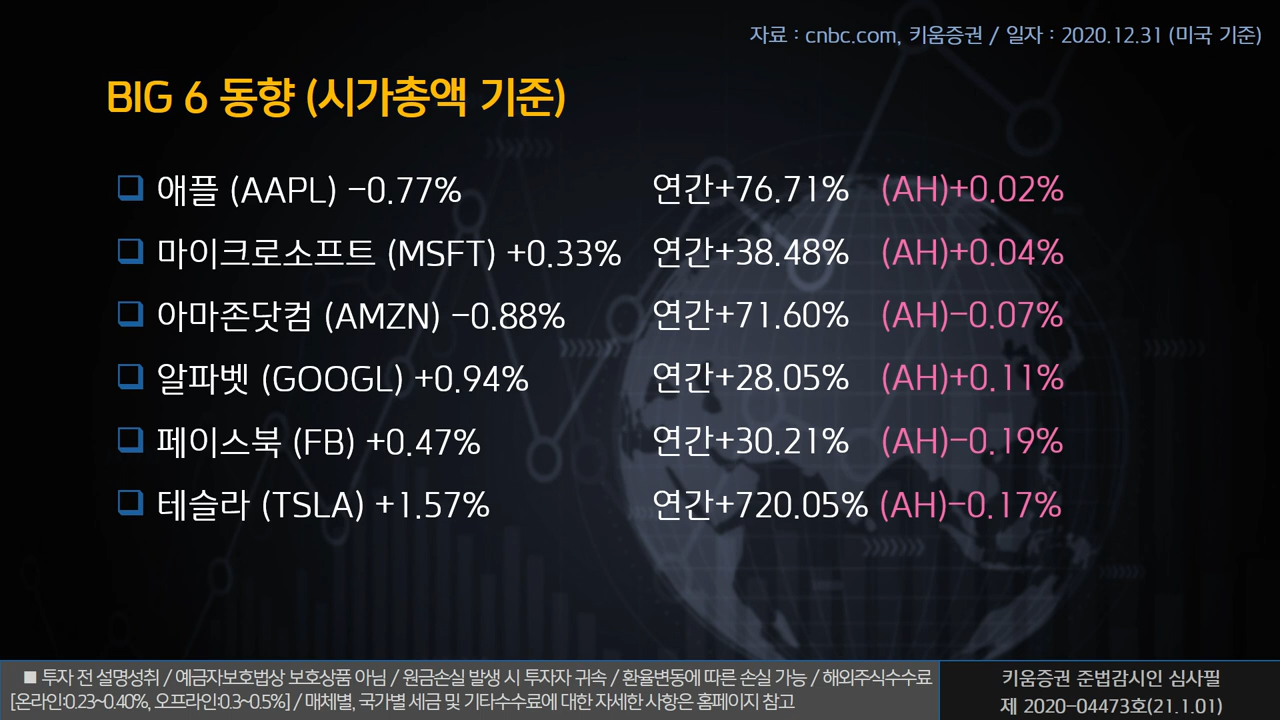 자료 : cnbc.com, 키움증권 / 일자 : 2020.12.31 (미국 기준)
BIG 6 동향 (시가총액 기준)
❑ 애플 (AAPL) -0.77% 연간+76.71% (AH)+0.02%
❑ 마이크로소프트 (MSFT) +0.33% 연간+38.48% (AH)+0.04%
❑ 아마존닷컴 (AMZN) -0.88% 연간+71.60% (AH)-0.07%
❑ 알파벳 (GOOGL) +0.94% 연간+28.05% (AH)+0.11%
❑ 페이스북 (FB) +0.47% 연간+30.21% (AH)-0.19%
❑ 테슬라 (TSLA) +1.57% 연간+720.05% (AH)-0.17%
■ 투자 전 설명성취 / 예금자보호법상 보호상품 아님 / 원금손실 발생 시 투자자 귀속 / 환율변동에 따른 손실 가능 / 해외주식수수료
[온라인:0.23~0.40%, 오프라인:0.3~0.5%] / 매체별, 국가별 세금 및 기타수수료에 대한 자세한 사항은 홈페이지 참고
키움증권 준법감시인 심사필
제 2020-04473호(21.1.01)